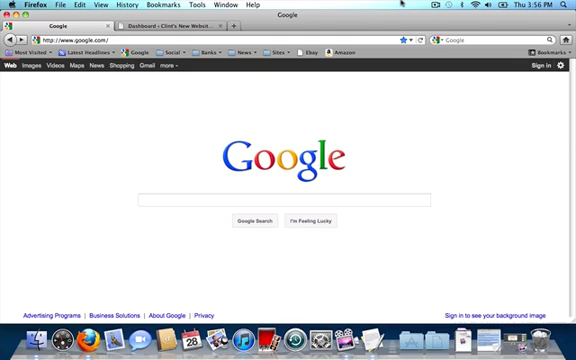 Firefox File Edit View History Bookmarks Tools Window Help Thu 3:56 PM
Google
Google Dashboard ‹ Clint's New Websit...
http://www.google.com/ Google
Most Visited Latest Headlines Google Social Banks News Sites Ebay Amazon Bookmarks
Web Images Videos Maps News Shopping Gmail more Sign in
Google
Google Search I'm Feeling Lucky
Advertising Programs Business Solutions About Google Privacy Sign in to see your background image
28